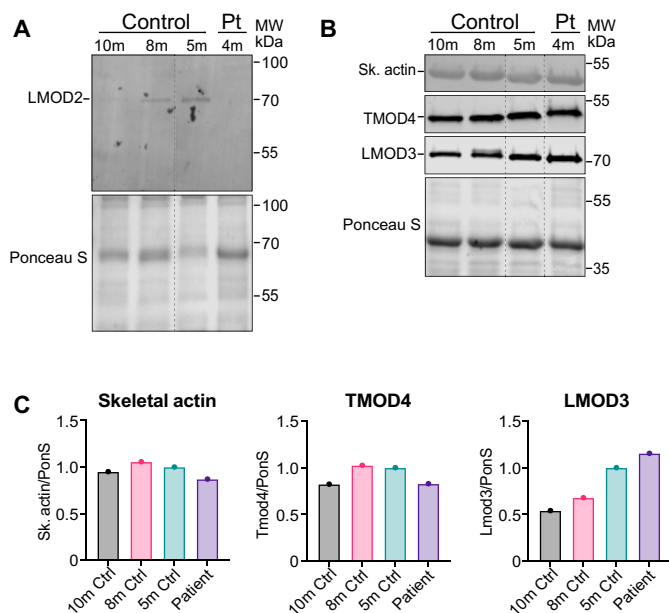 A
Control
Pt
MW
kDa
10m 8m 5m 4m
LMOD2
100
70
55
Ponceau S
100
70
55
B
Control
Pt
MW
kDa
10m 8m 5m 4m
Sk. actin
55
TMOD4
55
LMOD3
70
Ponceau S
55
35
C
Skeletal actin
Sk. actin/PonS
1.5
1.0
0.5
0
10m Ctrl
8m Ctrl
5m Ctrl
Patient
TMOD4
Tmod4/PonS
1.5
1.0
0.5
0
10m Ctrl
8m Ctrl
5m Ctrl
Patient
LMOD3
Lmod3/PonS
1.5
1.0
0.5
0
10m Ctrl
8m Ctrl
5m Ctrl
Patient